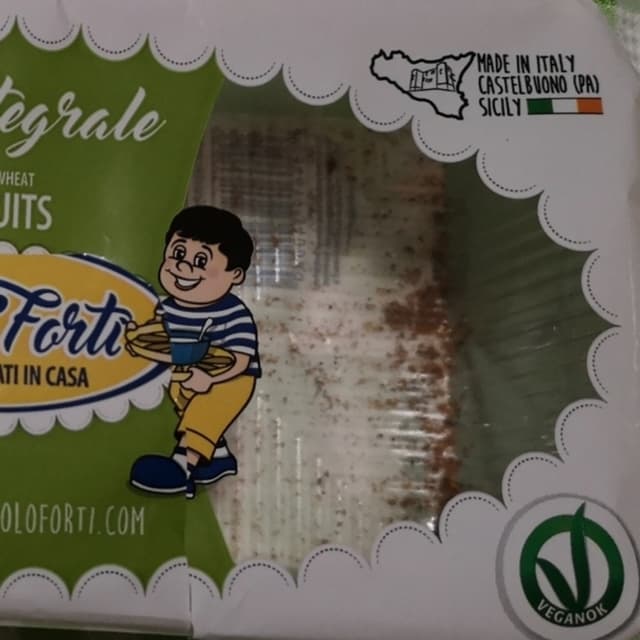 tegrale
WHEAT
UITS
Forti
ATI IN CASA
OLOFORTI.COM
MADE IN ITALY
CASTELBUONO (PA)
SICILY
VEGANOK